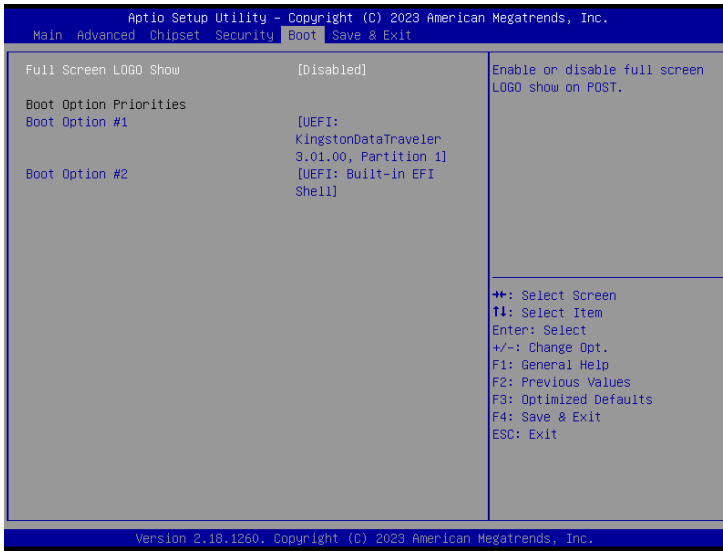 Aptio Setup Utility – Copyright (C) 2023 American Megatrends, Inc.
Main Advanced Chipset Security Boot Save & Exit
Full Screen LOGO Show [Disabled]
Boot Option Priorities
Boot Option #1 [UEFI:
KingstonDataTraveler
3.01.00, Partition 1]
Boot Option #2 [UEFI: Built-in EFI
Shell]
Enable or disable full screen
LOGO show on POST.
→←: Select Screen
↑↓: Select Item
Enter: Select
+/-: Change Opt.
F1: General Help
F2: Previous Values
F3: Optimized Defaults
F4: Save & Exit
ESC: Exit
Version 2.18.1260. Copyright (C) 2023 American Megatrends, Inc.